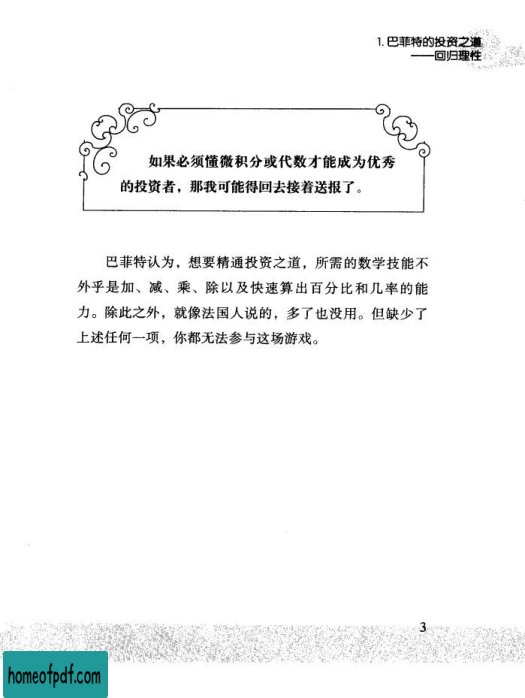 1. 巴菲特的投资之道
——回归理性
如果必须懂微积分或代数才能成为优秀
的投资者，那我可能得回去接着送报了。
巴菲特认为，想要精通投资之道，所需的数学技能不
外乎是加、减、乘、除以及快速算出百分比和几率的能
力。除此之外，就像法国人说的，多了也没用。但缺少了
上述任何一项，你都无法参与这场游戏。
3
homeofpdf.com